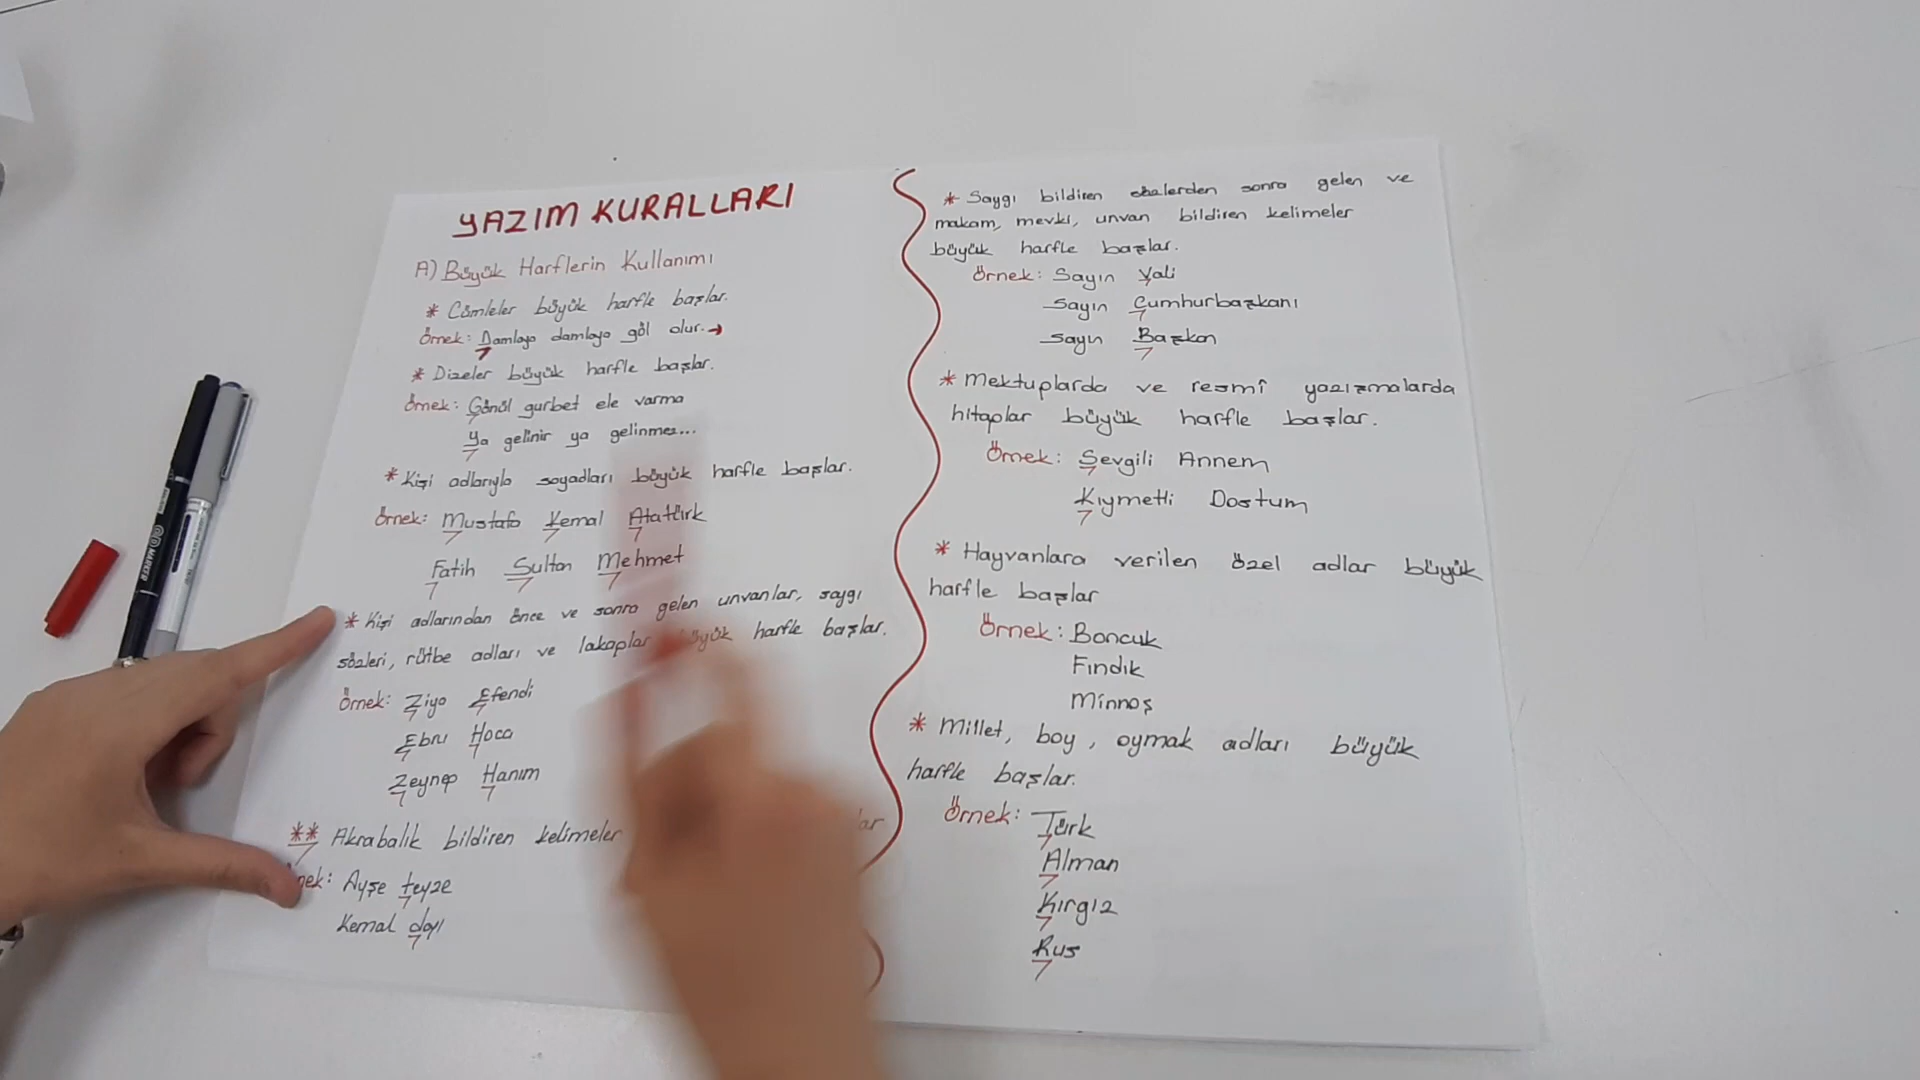 YAZIM KURALLARI
A) Büyük Harflerin Kullanımı
* Cümleler büyük harfle başlar.
Örnek: Damlaya damlaya göl olur.→
* Dizeler büyük harfle başlar.
Örnek: Gönül gurbet ele varma
Ya gelinir ya gelinmez...
* Kişi adlarıyla soyadları büyük harfle başlar.
Örnek: Mustafa Kemal Atatürk
Fatih Sultan Mehmet
* Kişi adlarından önce ve sonra gelen unvanlar, saygı
sözleri, rütbe adları ve lakaplar büyük harfle başlar.
Örnek: Ziya Efendi
Ebru Hoca
Zeynep Hanım
** Akrabalık bildiren kelimeler
Ayşe teyze
Kemal dayı
* Saygı bildiren sözlerden sonra gelen ve
makam, mevki, unvan bildiren kelimeler
büyük harfle başlar.
Örnek: Sayın Vali
Sayın Cumhurbaşkanı
Sayın Başkan
* Mektuplarda ve resmî yazışmalarda
hitaplar büyük harfle başlar.
Örnek: Sevgili Annem
Kıymetli Dostum
* Hayvanlara verilen özel adlar büyük
harfle başlar
Örnek: Boncuk
Fındık
Minnoş
* Millet, boy, oymak adları büyük
harfle başlar.
Örnek: Türk
Alman
Kırgız
Rus